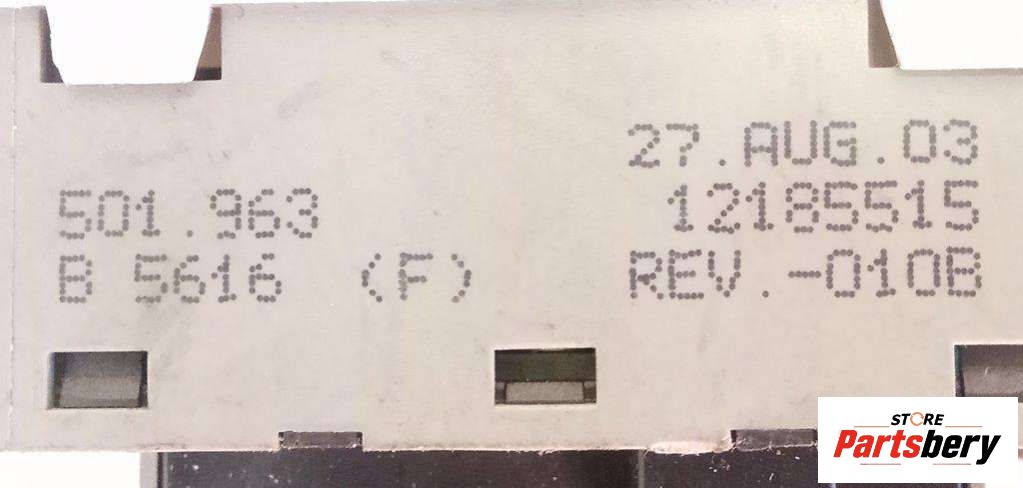 27.AUG.03
501.963 12185515
B 5616 (F) REV.-010B
STORE
Partsbery